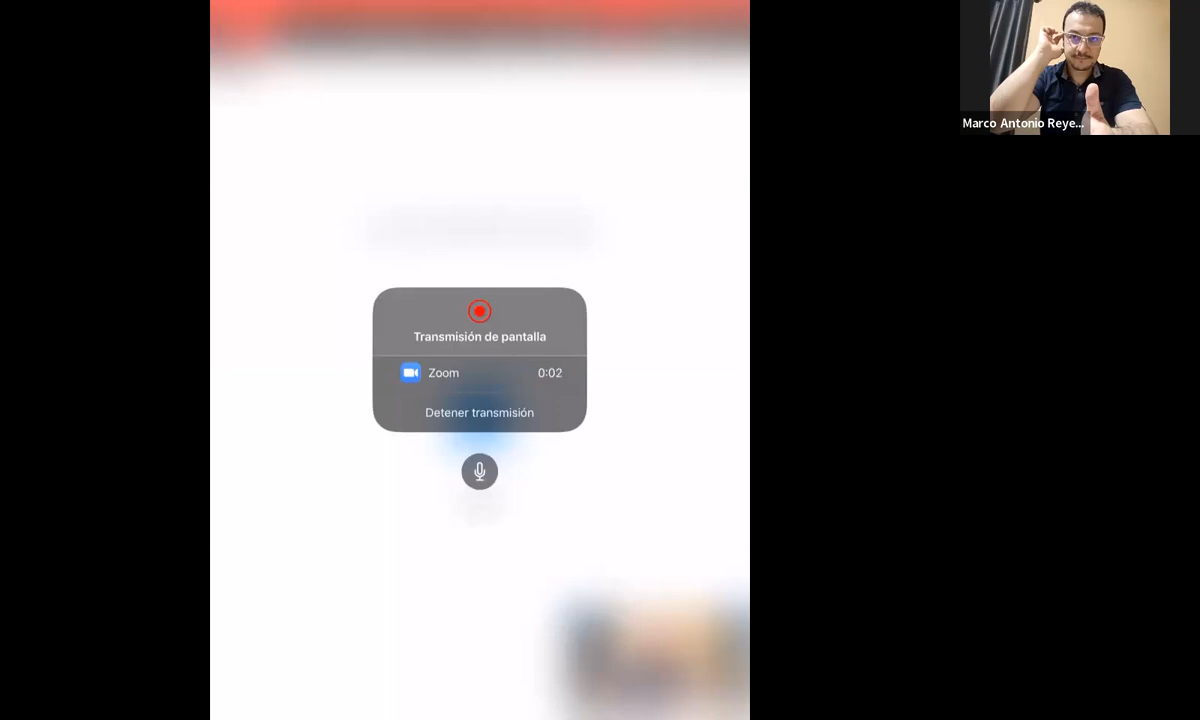 Marco Antonio Reye...
Transmisión de pantalla
Zoom 0:02
Detener transmisión